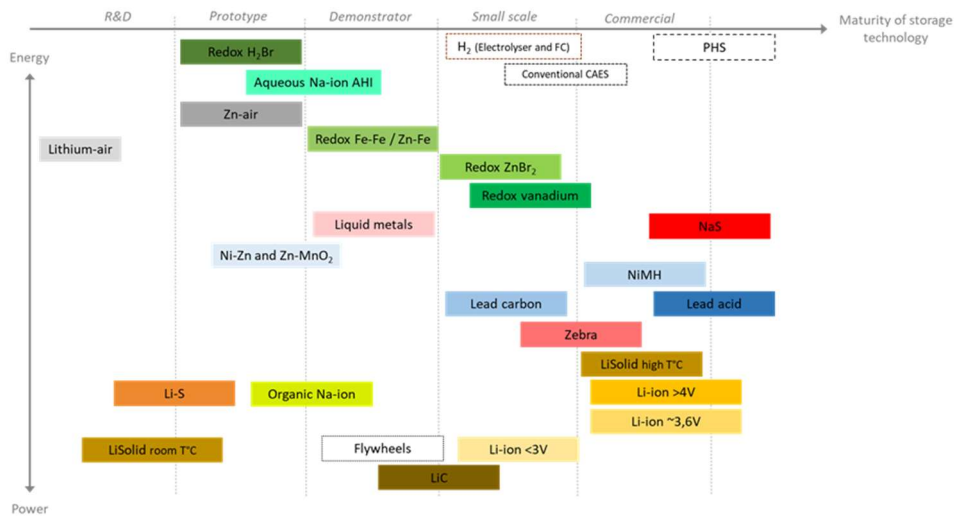 R&D
Prototype
Demonstrator
Small scale
Commercial
Maturity of storage
technology
Energy
Redox H₂Br
H₂ (Electrolyser and FC)
PHS
Aqueous Na-ion AHI
Conventional CAES
Zn-air
Redox Fe-Fe / Zn-Fe
Lithium-air
Redox ZnBr₂
Redox vanadium
Liquid metals
NaS
Ni-Zn and Zn-MnO₂
NiMH
Lead carbon
Lead acid
Zebra
LiSolid high T°C
Li-S
Organic Na-ion
Li-ion >4V
Li-ion ~3,6V
LiSolid room T°C
Flywheels
Li-ion <3V
LiC
Power